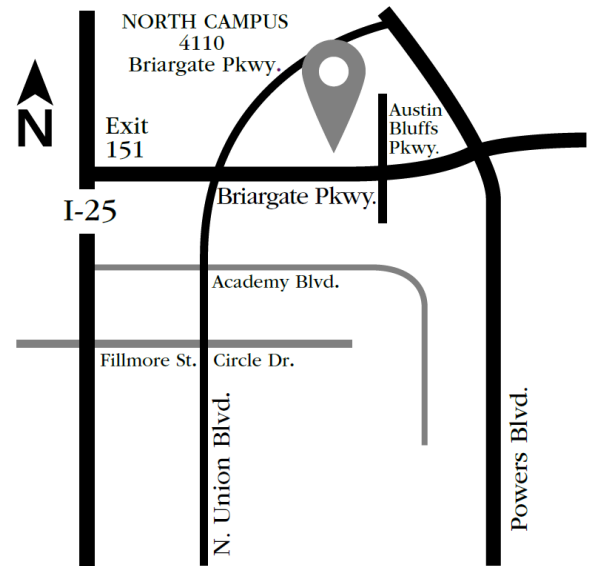 NORTH CAMPUS
4110
Briargate Pkwy.
N
Exit
151
Austin
Bluffs
Pkwy.
Briargate Pkwy.
I-25
Academy Blvd.
Fillmore St.
Circle Dr.
N. Union Blvd.
Powers Blvd.